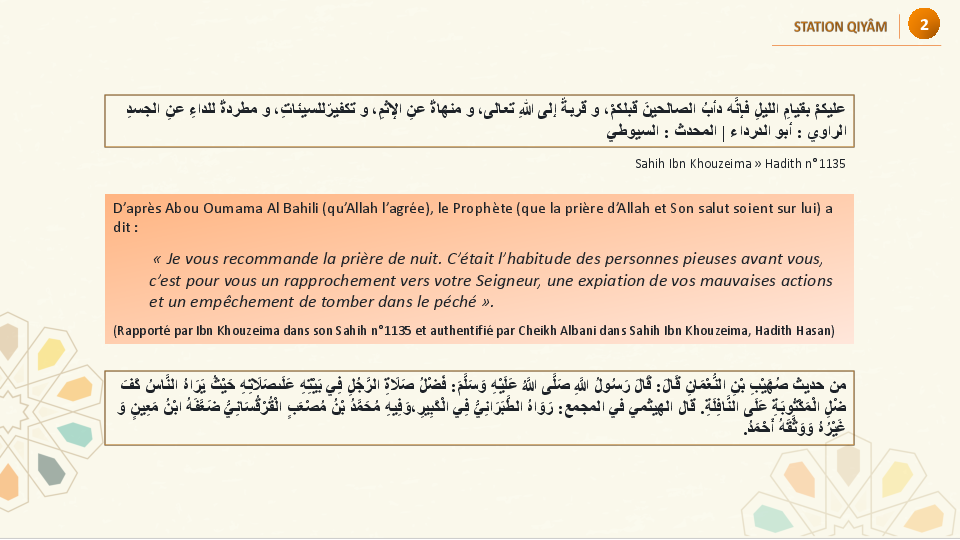 STATION QIYÂM
2
عليكمْ بقيامِ الليلِ فإنَّه دأبُ الصالحينَ قبلكمْ، و قربةٌ إلى اللهِ تعالى، و منهاةٌ عنِ الإثمِ، و تكفيرٌللسيئاتِ، و مطردةٌ للداءِ عنِ الجسدِ
الراوي : أبو الدرداء | المحدث : السيوطي
Sahih Ibn Khouzeima » Hadith n°1135
D’après Abou Oumama Al Bahili (qu’Allah l’agrée), le Prophète (que la prière d’Allah et Son salut soient sur lui) a
dit :
« Je vous recommande la prière de nuit. C’était l’habitude des personnes pieuses avant vous,
c’est pour vous un rapprochement vers votre Seigneur, une expiation de vos mauvaises actions
et un empêchement de tomber dans le péché ».
(Rapporté par Ibn Khouzeima dans son Sahih n°1135 et authentifié par Cheikh Albani dans Sahih Ibn Khouzeima, Hadith Hasan)
من حديث صُهَيْبِ بْنِ النُّعْمَانِ قَالَ: قَالَ رَسُولُ اللهِ صَلَّى اللهُ عَلَيْهِ وَسَلَّمَ: فَضْلُ صَلَاةِ الرَّجُلِ فِي بَيْتِهِ عَلَىصَلَاتِهِ حَيْثُ يَرَاهُ النَّاسُ كَفَ
ضْلِ الْمَكْتُوبَةِ عَلَى النَّافِلَةِ. قال الهيثمي في المجمع: رَوَاهُ الطَّبَرَانِيُّ فِي الْكَبِيرِ،وَفِيهِ مُحَمَّدُ بْنُ مُصْعَبٍ الْقُرْقُسَانِيُّ ضَعَّفَهُ ابْنُ مَعِينٍ وَ
غَيْرُهُ وَوَثَّقَهُ أَحْمَدُ.